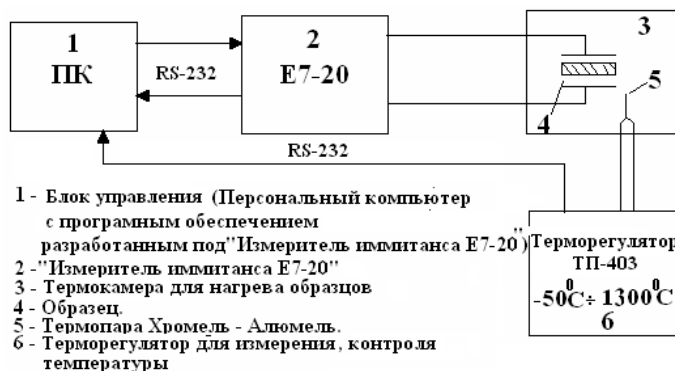 1
ПК
RS-232
2
Е7-20
3
4
5
RS-232
1 - Блок управления (Персональный компьютер
с програмным обеспечением
разработанным под"Измеритель иммитанса Е7-20")
2 -"Измеритель иммитанса Е7-20"
3 - Термокамера для нагрева образцов
4 - Образец.
5 - Термопара Хромель - Алюмель.
6 - Терморегулятор для измерения, контроля
температуры
Терморегулятор
ТП-403
-50⁰С÷ 1300⁰С
6